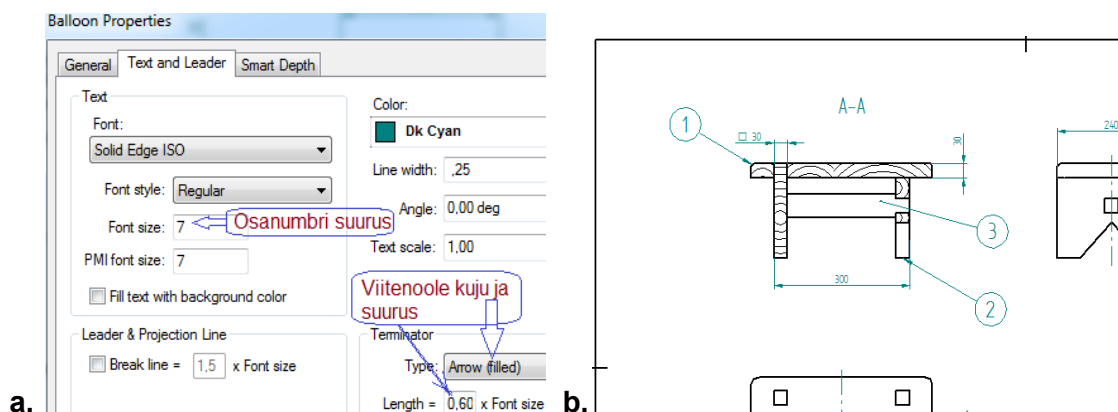 Balloon Properties
General Text and Leader Smart Depth
Text
Font:
Solid Edge ISO
Font style: Regular
Font size: 7
Osanumbri suurus
PMI font size: 7
Fill text with background color
Color:
Dk Cyan
Line width: ,25
Angle: 0,00 deg
Text scale: 1,00
Viitenoole kuju ja
suurus
Leader & Projection Line
Break line = 1,5 x Font size
Terminator
Type: Arrow (filled)
Length = 0,60 x Font size
a.
A-A
1
□ 30
30
240
3
300
2
b.